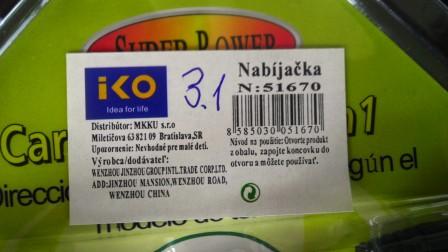 SUPER POWER
iKO
Idea for life
3.1
Nabíjačka
N:51670
8 585030 051670
Distribútor: MKKU s.r.o
Miletičova 63 821 09 Bratislava,SR
Upozornenie: Nevhodné pre malé deti.
Výrobca/dodávateľ:
WENZHOU JINZHOU GROUP INTL.TRADE CORP.LTD.
ADD:JINZHOU MANSION,WENZHOU ROAD,
WENZHOU CHINA
Návod na použitie: Otvorte produkt
z obalu, zapojte koncovku do
otvoru a môžete používať.
Car
n1
Direcci
gún el
modelo de